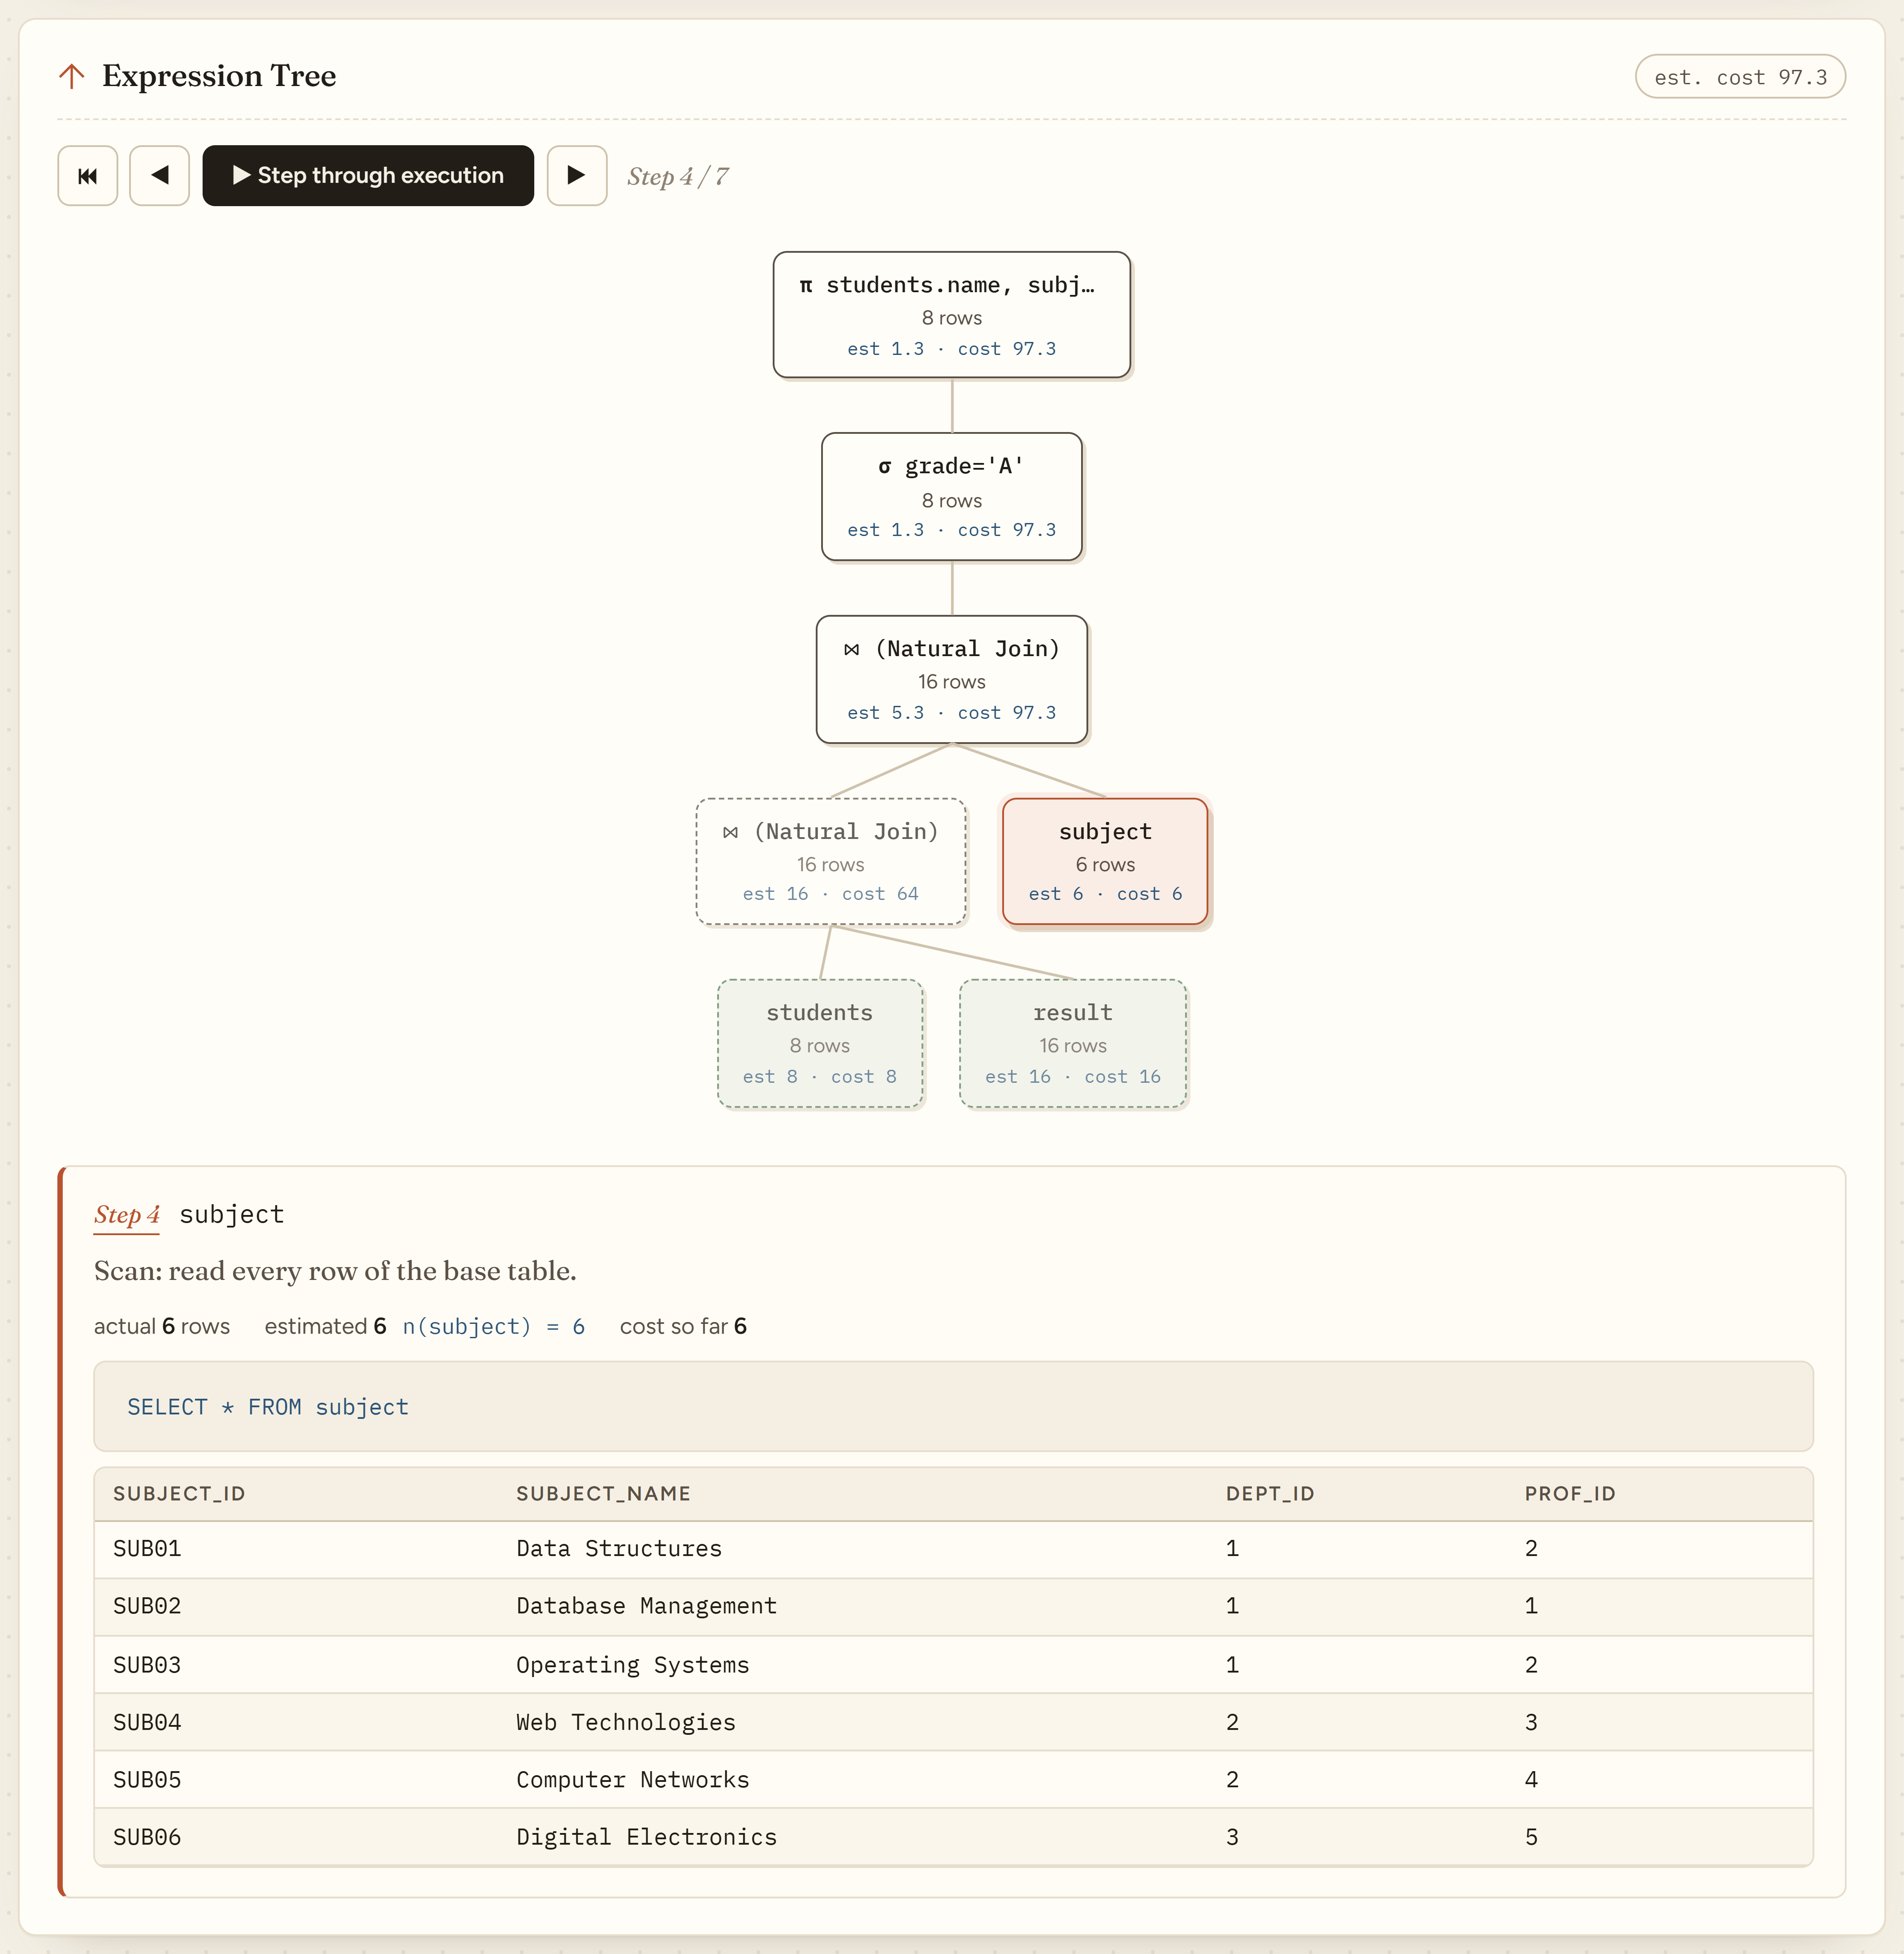 ↑ Expression Tree
est. cost 97.3
⏮ ◀ ▶ Step through execution ▶ Step 4 / 7
π students.name, subj…
8 rows
est 1.3 · cost 97.3
σ grade='A'
8 rows
est 1.3 · cost 97.3
⋈ (Natural Join)
16 rows
est 5.3 · cost 97.3
⋈ (Natural Join)
16 rows
est 16 · cost 64
subject
6 rows
est 6 · cost 6
students
8 rows
est 8 · cost 8
result
16 rows
est 16 · cost 16
Step 4 subject
Scan: read every row of the base table.
actual 6 rows estimated 6 n(subject) = 6 cost so far 6
SELECT * FROM subject
SUBJECT_ID SUBJECT_NAME DEPT_ID PROF_ID
SUB01 Data Structures 1 2
SUB02 Database Management 1 1
SUB03 Operating Systems 1 2
SUB04 Web Technologies 2 3
SUB05 Computer Networks 2 4
SUB06 Digital Electronics 3 5